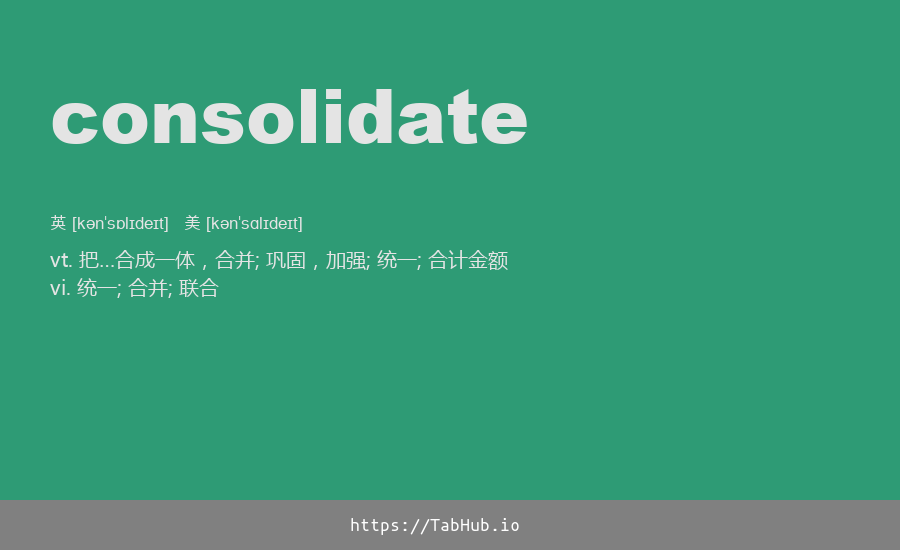 consolidate
英 [kən'sɒlɪdeɪt] 美 [kən'sɑlɪdeɪt]
vt. 把...合成一体，合并; 巩固，加强; 统一; 合计金额
vi. 统一; 合并; 联合
https://TabHub.io